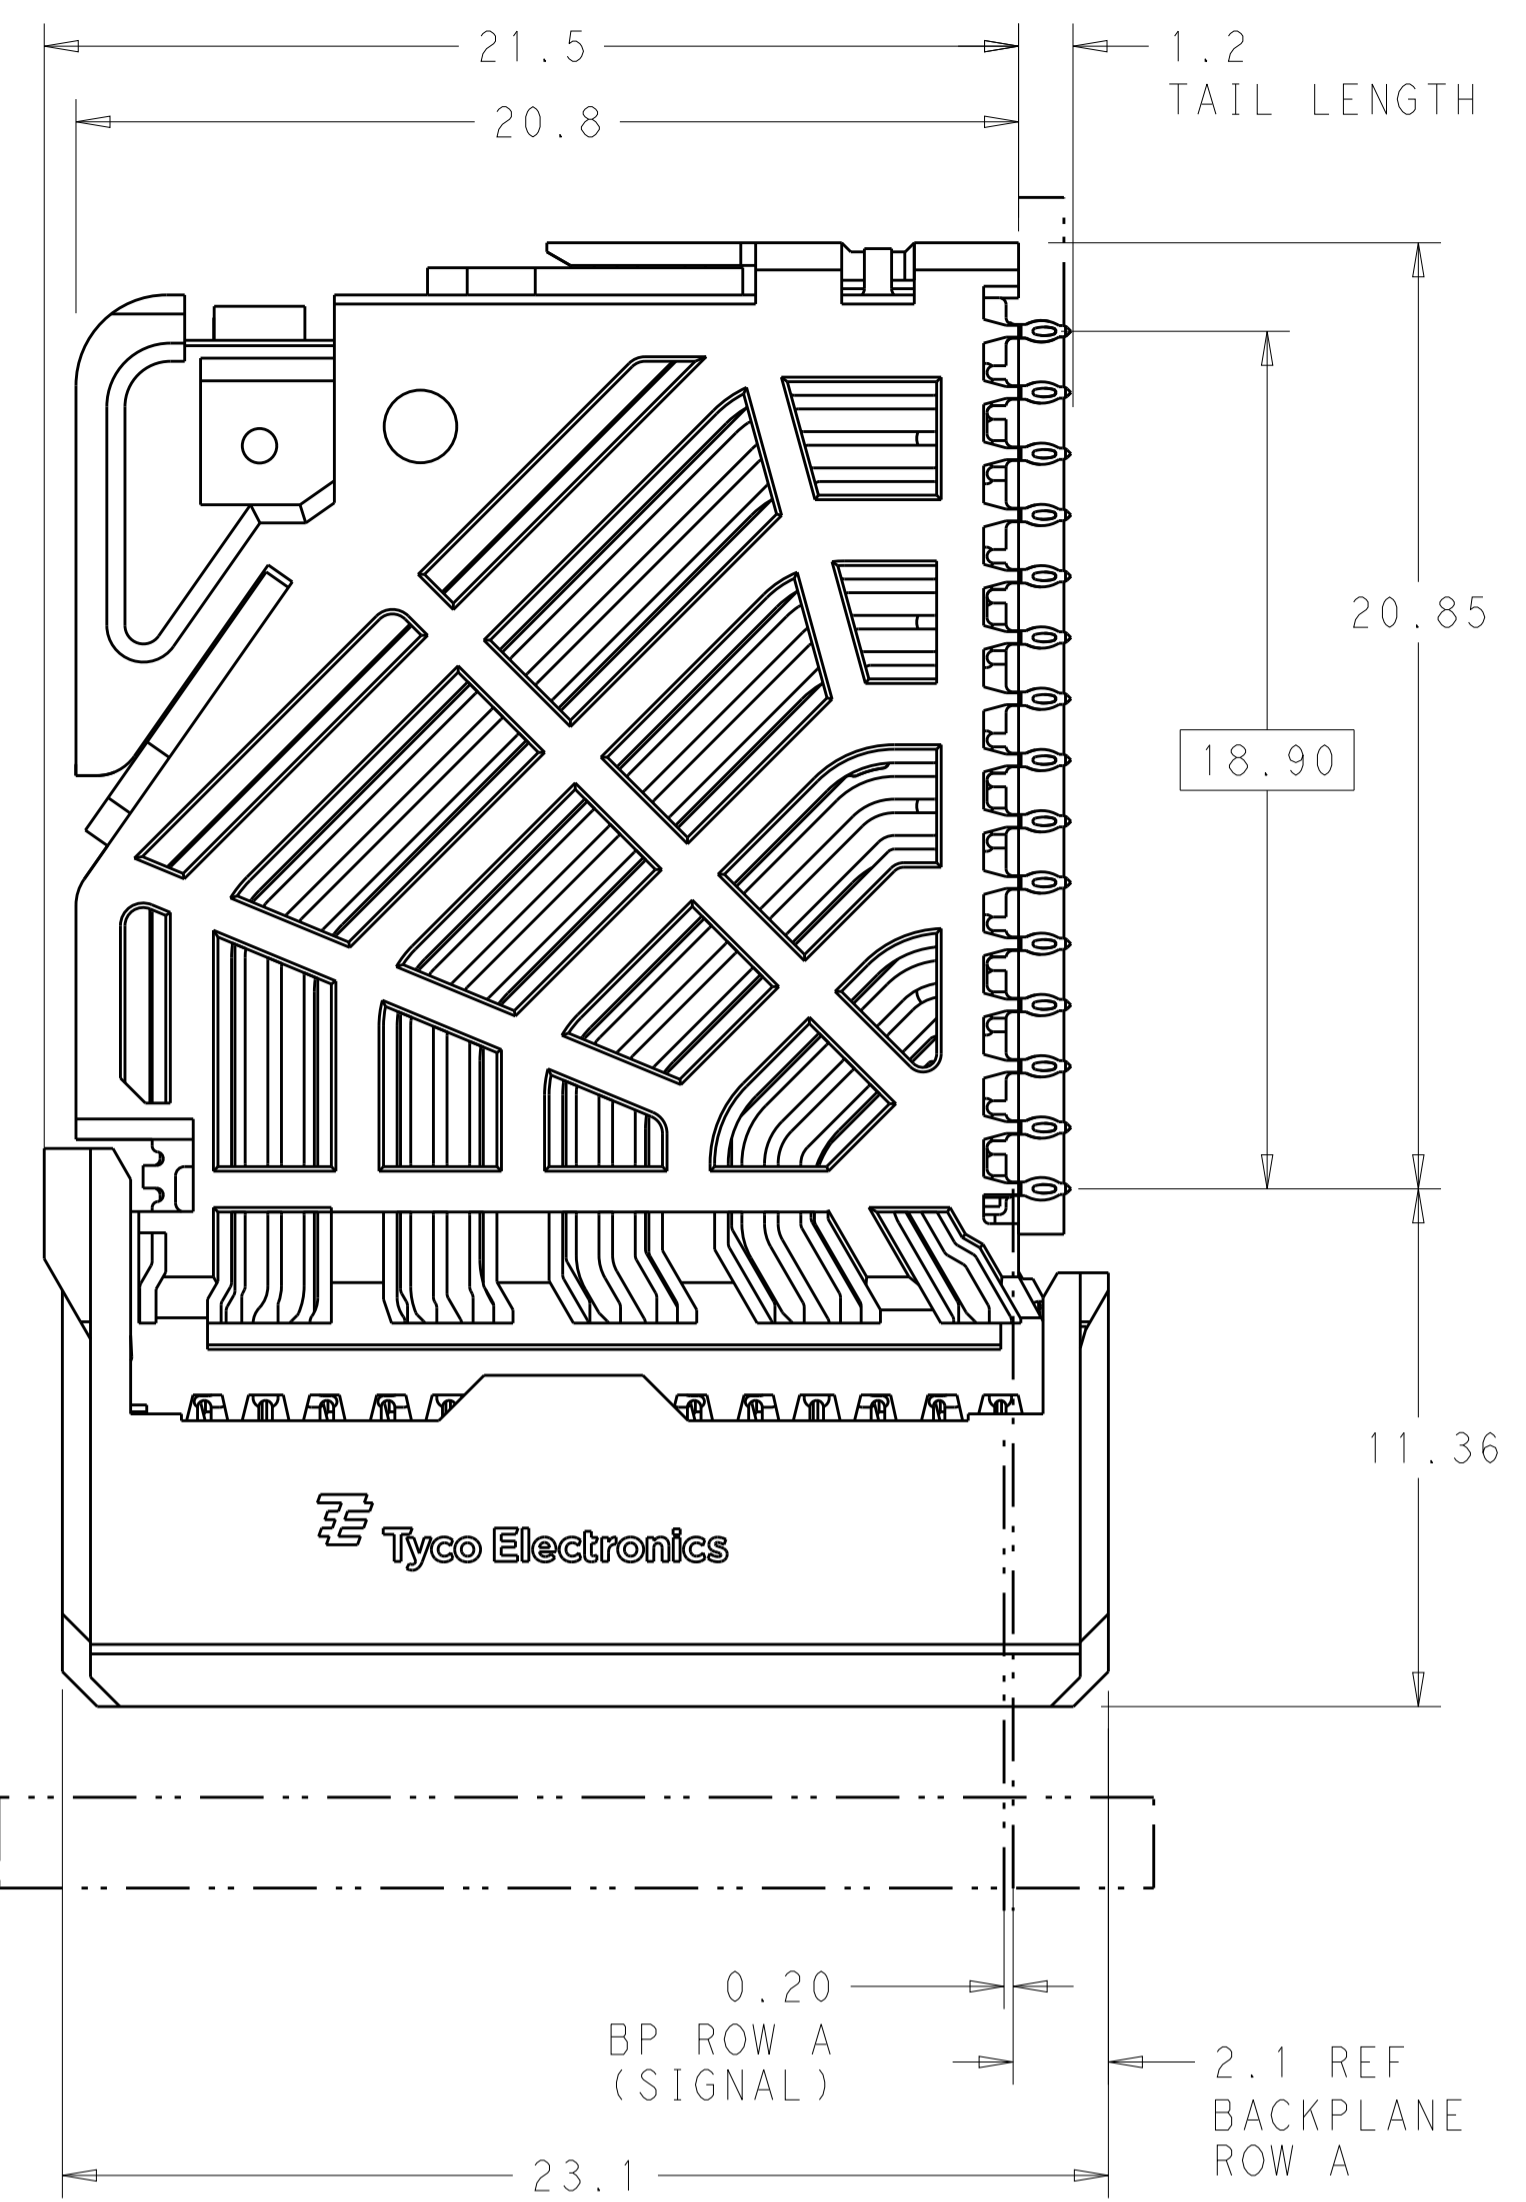 21.5
1.2
TAIL LENGTH
20.8
20.85
18.90
11.36
Tyco Electronics
0.20
BP ROW A
(SIGNAL)
2.1 REF
BACKPLANE
ROW A
23.1